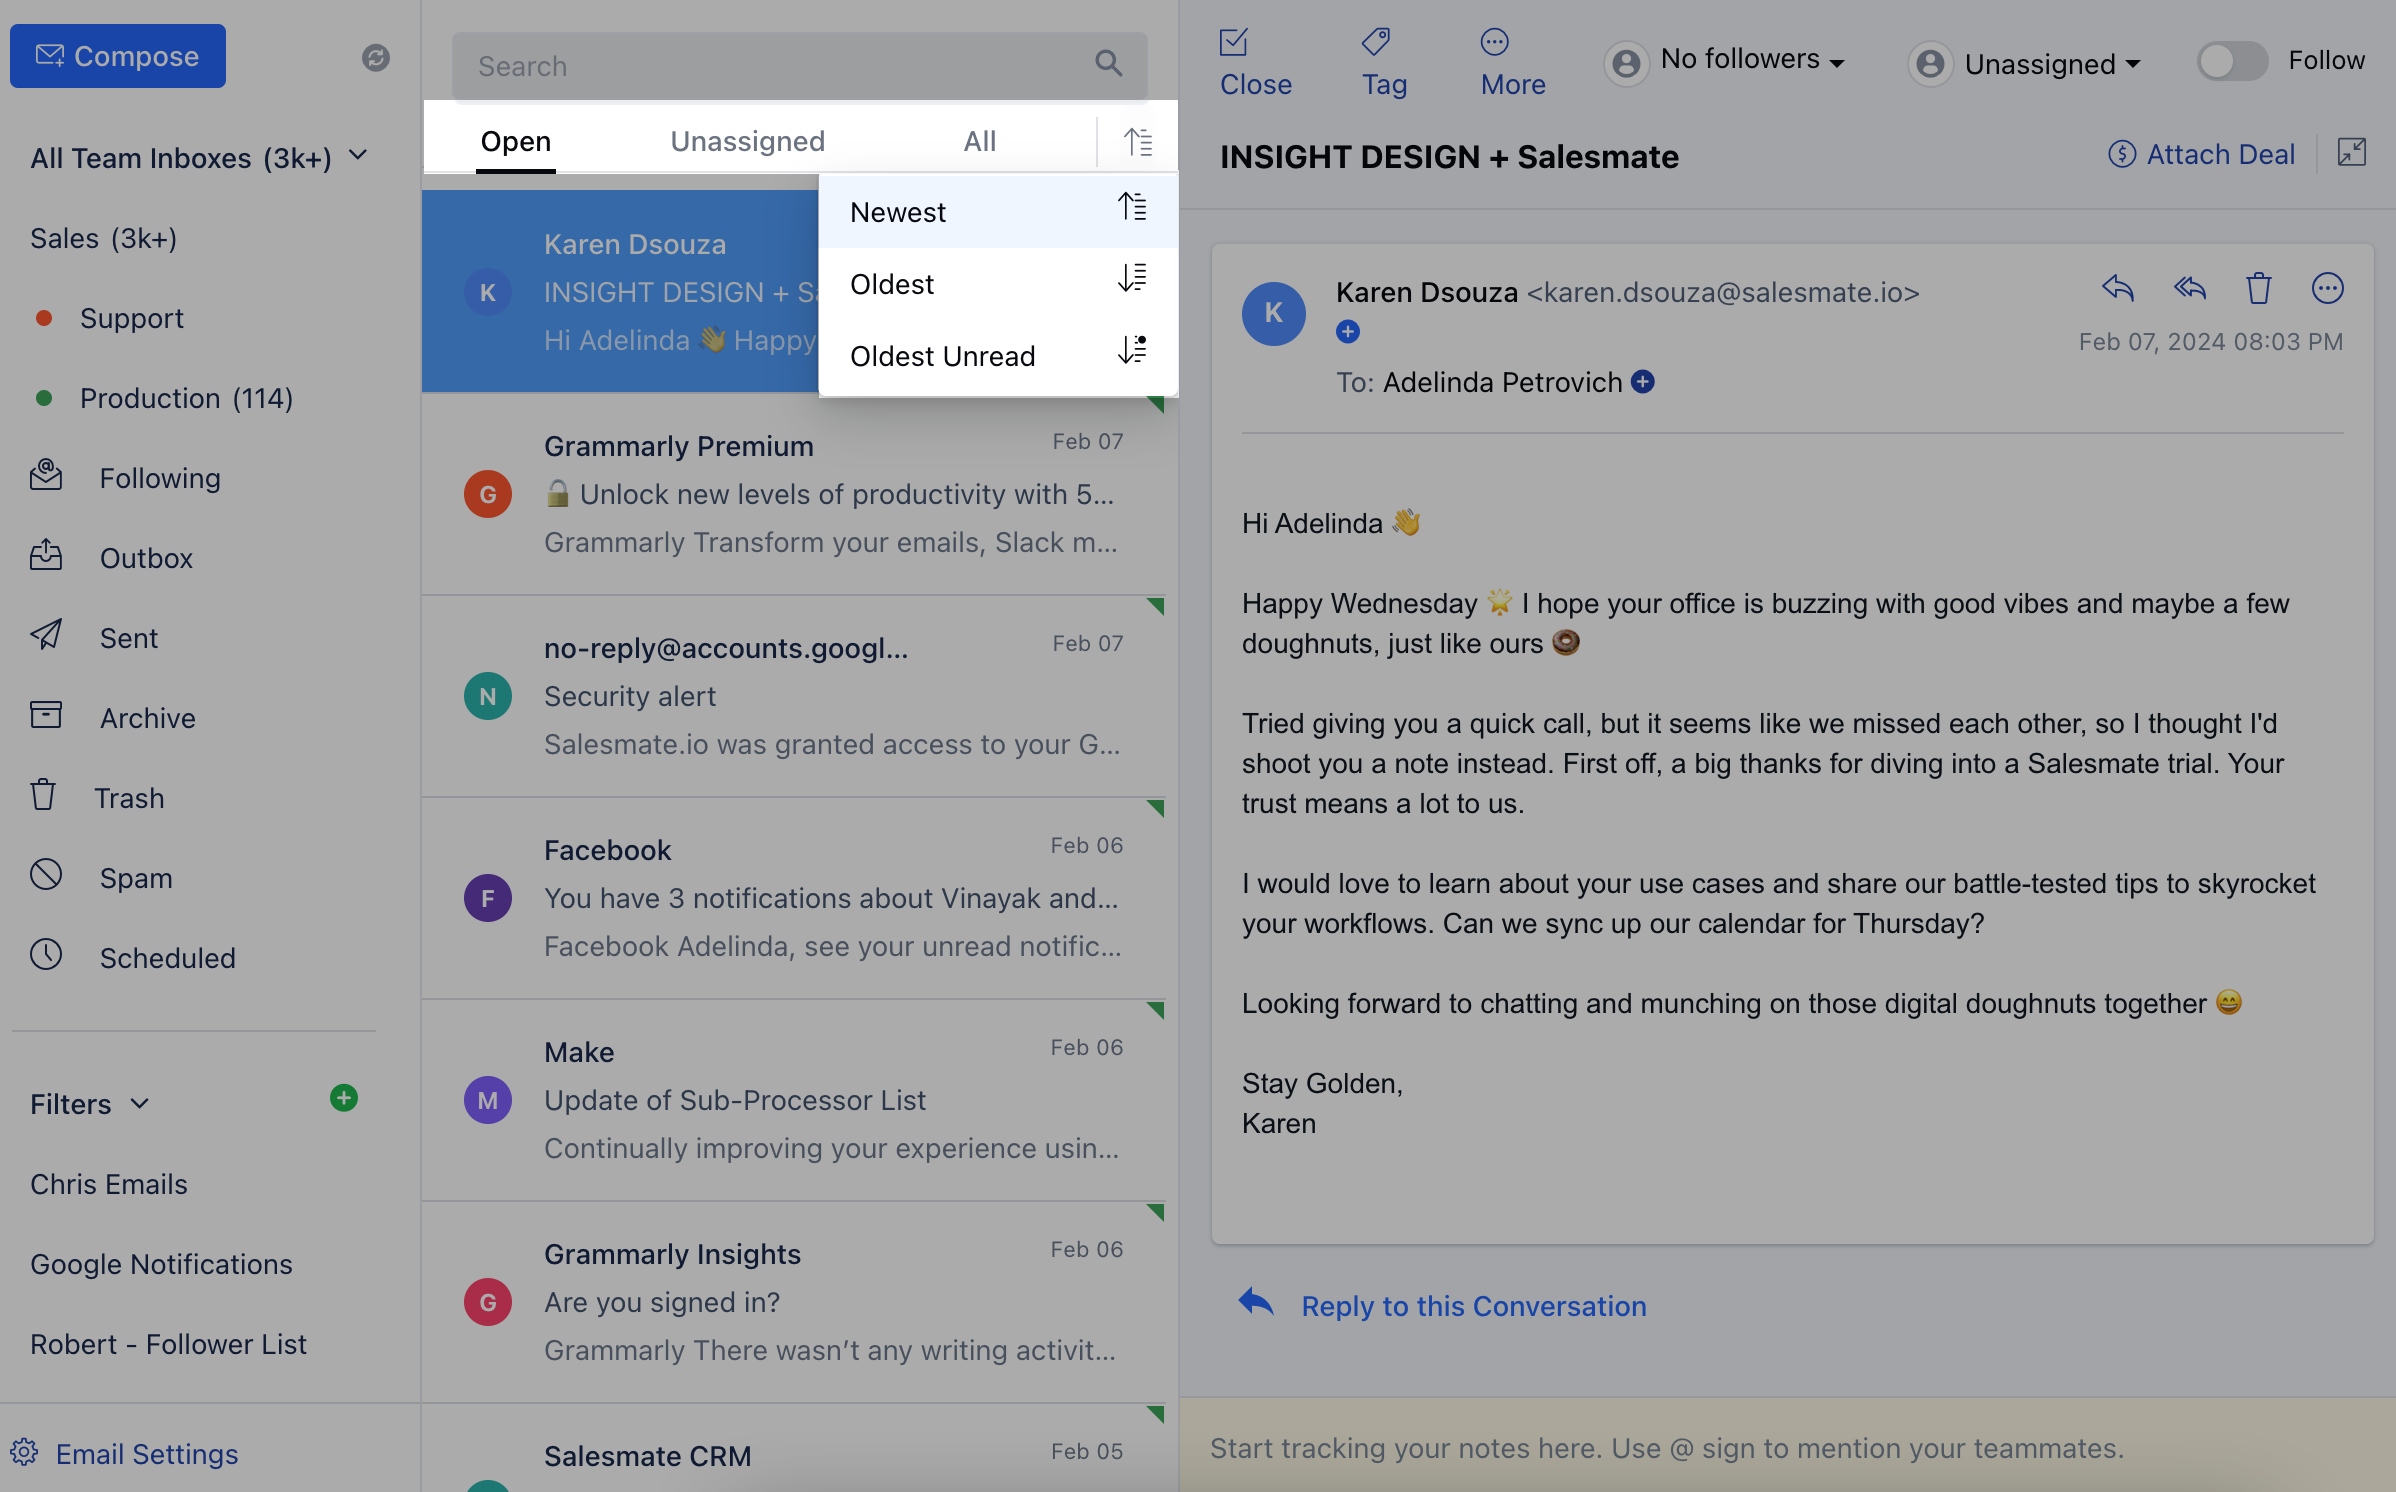 Compose
All Team Inboxes (3k+)
Sales (3k+)
Support
Production (114)
Following
Outbox
Sent
Archive
Trash
Spam
Scheduled
Filters
Chris Emails
Google Notifications
Robert - Follower List
Email Settings
Search
Open Unassigned All
Newest
Oldest
Oldest Unread
K
Karen Dsouza
INSIGHT DESIGN + Sa
Hi Adelinda 👋 Happy
G
Grammarly Premium Feb 07
🔒 Unlock new levels of productivity with 5...
Grammarly Transform your emails, Slack m...
N
no-reply@accounts.googl... Feb 07
Security alert
Salesmate.io was granted access to your G...
F
Facebook Feb 06
You have 3 notifications about Vinayak and...
Facebook Adelinda, see your unread notific...
M
Make Feb 06
Update of Sub-Processor List
Continually improving your experience usin...
G
Grammarly Insights Feb 06
Are you signed in?
Grammarly There wasn’t any writing activit...
Salesmate CRM Feb 05
Close Tag More No followers Unassigned Follow
INSIGHT DESIGN + Salesmate Attach Deal
K
Karen Dsouza <karen.dsouza@salesmate.io>
Feb 07, 2024 08:03 PM
To: Adelinda Petrovich
Hi Adelinda 👋
Happy Wednesday 🌟 I hope your office is buzzing with good vibes and maybe a few
doughnuts, just like ours 🍩
Tried giving you a quick call, but it seems like we missed each other, so I thought I'd
shoot you a note instead. First off, a big thanks for diving into a Salesmate trial. Your
trust means a lot to us.
I would love to learn about your use cases and share our battle-tested tips to skyrocket
your workflows. Can we sync up our calendar for Thursday?
Looking forward to chatting and munching on those digital doughnuts together 😄
Stay Golden,
Karen
Reply to this Conversation
Start tracking your notes here. Use @ sign to mention your teammates.